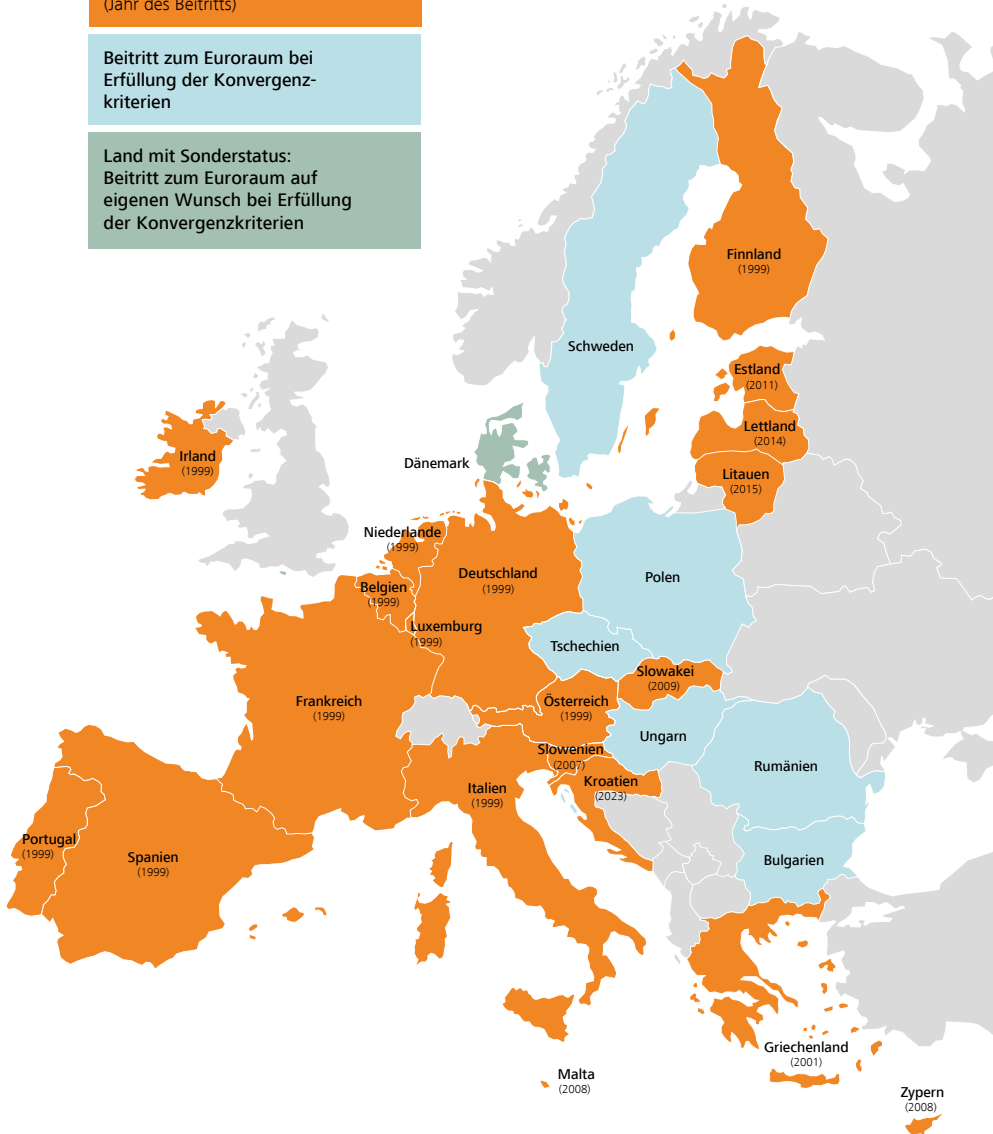 (Jahr des Beitritts)
Beitritt zum Euroraum bei
Erfüllung der Konvergenz-
kriterien
Land mit Sonderstatus:
Beitritt zum Euroraum auf
eigenen Wunsch bei Erfüllung
der Konvergenzkriterien
Finnland
(1999)
Schweden
Estland
(2011)
Lettland
(2014)
Irland
(1999)
Dänemark
Litauen
(2015)
Niederlande
(1999)
Deutschland
(1999)
Polen
Belgien
(1999)
Luxemburg
(1999)
Tschechien
Slowakei
(2009)
Frankreich
(1999)
Österreich
(1999)
Ungarn
Slowenien
(2007)
Rumänien
Kroatien
(2023)
Italien
(1999)
Portugal
(1999)
Spanien
(1999)
Bulgarien
Griechenland
(2001)
Malta
(2008)
Zypern
(2008)